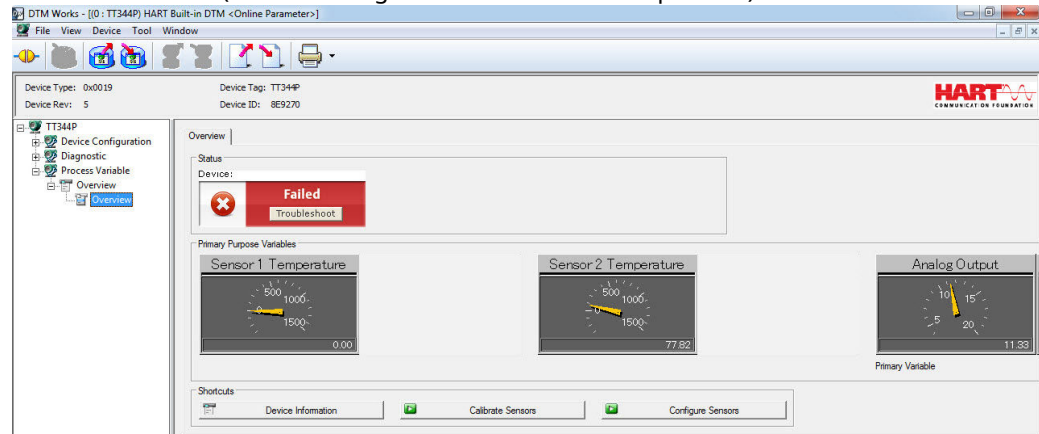 DTM Works - [(0 : TT344P) HART Built-in DTM <Online Parameter>]
File View Device Tool Window
Device Type: 0x0019 Device Tag: TT344P
Device Rev: 5 Device ID: 8E9270
HART
COMMUNICATION FOUNDATION
TT344P
Device Configuration
Diagnostic
Process Variable
Overview
Overview
Overview
Status
Device:
Failed
Troubleshoot
Primary Purpose Variables
Sensor 1 Temperature
0 500 1000 1500
0.00
Sensor 2 Temperature
0 500 1000 1500
77.82
Analog Output
5 10 15 20
11.33
Primary Variable
Shortcuts
Device Information Calibrate Sensors Configure Sensors